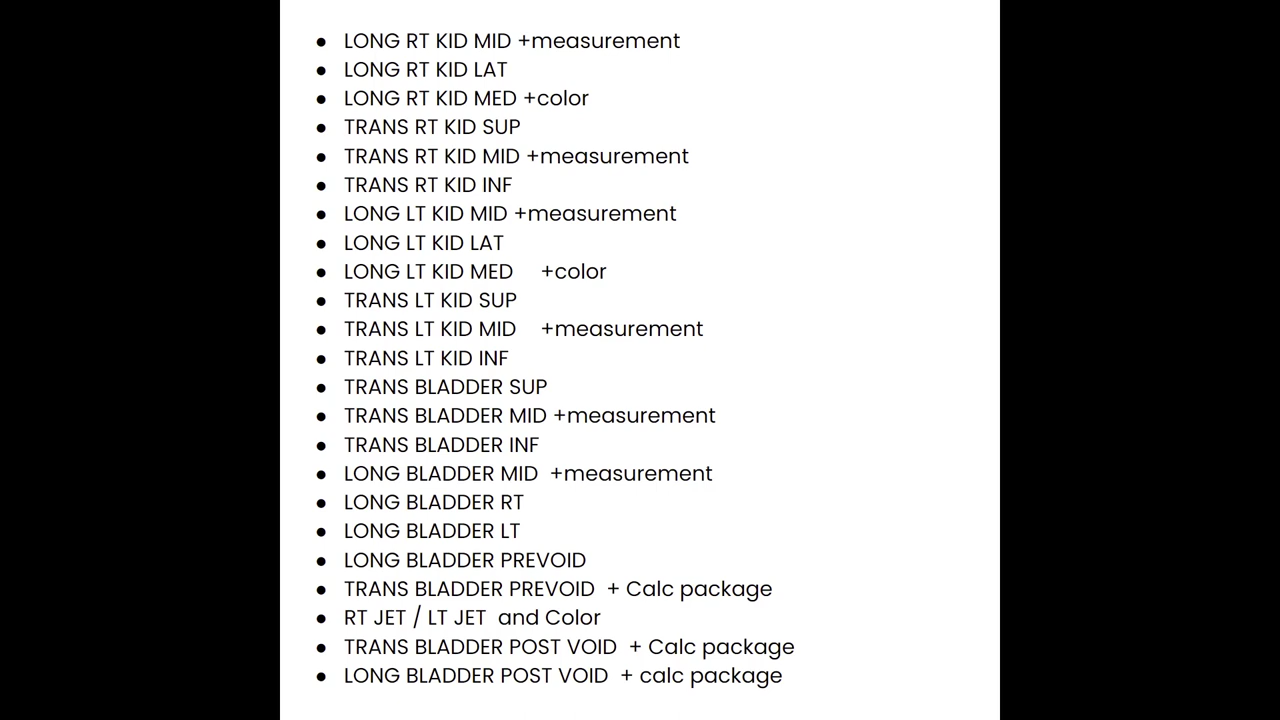 ● LONG RT KID MID +measurement
● LONG RT KID LAT
● LONG RT KID MED +color
● TRANS RT KID SUP
● TRANS RT KID MID +measurement
● TRANS RT KID INF
● LONG LT KID MID +measurement
● LONG LT KID LAT
● LONG LT KID MED +color
● TRANS LT KID SUP
● TRANS LT KID MID +measurement
● TRANS LT KID INF
● TRANS BLADDER SUP
● TRANS BLADDER MID +measurement
● TRANS BLADDER INF
● LONG BLADDER MID +measurement
● LONG BLADDER RT
● LONG BLADDER LT
● LONG BLADDER PREVOID
● TRANS BLADDER PREVOID + Calc package
● RT JET / LT JET and Color
● TRANS BLADDER POST VOID + Calc package
● LONG BLADDER POST VOID + calc package